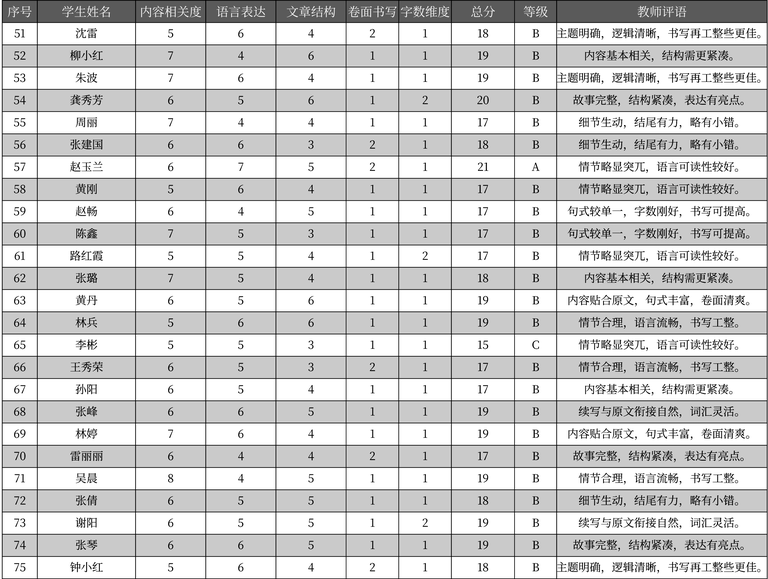 序号 学生姓名 内容相关度 语言表达 文章结构 卷面书写 字数维度 总分 等级 教师评语
51 沈雷 5 6 4 2 1 18 B 主题明确，逻辑清晰，书写再工整些更佳。
52 柳小红 7 4 6 1 1 19 B 内容基本相关，结构需更紧凑。
53 朱波 7 6 4 1 1 19 B 主题明确，逻辑清晰，书写再工整些更佳。
54 龚秀芳 6 5 6 1 2 20 B 故事完整，结构紧凑，表达有亮点。
55 周丽 7 4 4 1 1 17 B 细节生动，结尾有力，略有小错。
56 张建国 6 6 3 2 1 18 B 细节生动，结尾有力，略有小错。
57 赵玉兰 6 7 5 2 1 21 A 情节略显突兀，语言可读性较好。
58 黄刚 5 6 4 1 1 17 B 情节略显突兀，语言可读性较好。
59 赵畅 6 4 5 1 1 17 B 句式较单一，字数刚好，书写可提高。
60 陈鑫 7 5 3 1 1 17 B 句式较单一，字数刚好，书写可提高。
61 路红霞 5 5 4 1 2 17 B 情节略显突兀，语言可读性较好。
62 张璐 7 5 4 1 1 18 B 内容基本相关，结构需更紧凑。
63 黄丹 6 5 6 1 1 19 B 内容贴合原文，句式丰富，卷面清爽。
64 林兵 5 6 6 1 1 19 B 情节合理，语言流畅，书写工整。
65 李彬 5 5 3 1 1 15 C 情节略显突兀，语言可读性较好。
66 王秀荣 6 5 3 2 1 17 B 情节合理，语言流畅，书写工整。
67 孙阳 6 5 4 1 1 17 B 内容基本相关，结构需更紧凑。
68 张峰 6 6 5 1 1 19 B 续写与原文衔接自然，词汇灵活。
69 林婷 7 6 4 1 1 19 B 内容贴合原文，句式丰富，卷面清爽。
70 雷丽丽 6 4 4 2 1 17 B 故事完整，结构紧凑，表达有亮点。
71 吴晨 8 4 5 1 1 19 B 情节合理，语言流畅，书写工整。
72 张倩 6 5 5 1 1 18 B 细节生动，结尾有力，略有小错。
73 谢阳 6 5 5 1 2 19 B 续写与原文衔接自然，词汇灵活。
74 张琴 6 6 5 1 1 19 B 故事完整，结构紧凑，表达有亮点。
75 钟小红 5 6 4 2 1 18 B 主题明确，逻辑清晰，书写再工整些更佳。